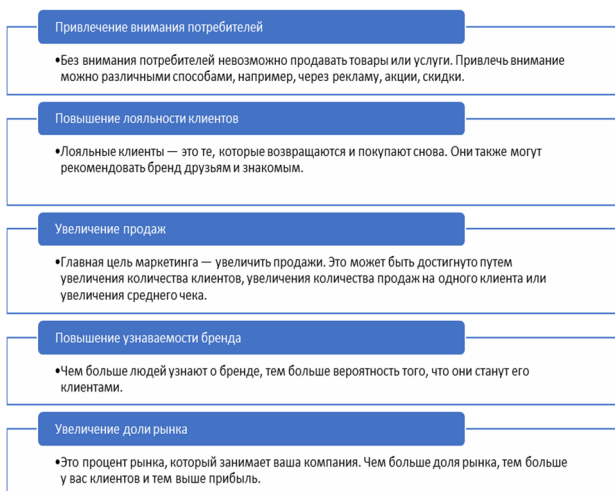 Привлечение внимания потребителей
•Без внимания потребителей невозможно продавать товары или услуги. Привлечь внимание
можно различными способами, например, через рекламу, акции, скидки.
Повышение лояльности клиентов
•Лояльные клиенты — это те, которые возвращаются и покупают снова. Они также могут
рекомендовать бренд друзьям и знакомым.
Увеличение продаж
•Главная цель маркетинга — увеличить продажи. Это может быть достигнуто путем
увеличения количества клиентов, увеличения количества продаж на одного клиента или
увеличения среднего чека.
Повышение узнаваемости бренда
•Чем больше людей узнают о бренде, тем больше вероятность того, что они станут его
клиентами.
Увеличение доли рынка
•Это процент рынка, который занимает ваша компания. Чем больше доля рынка, тем больше
у вас клиентов и тем выше прибыль.